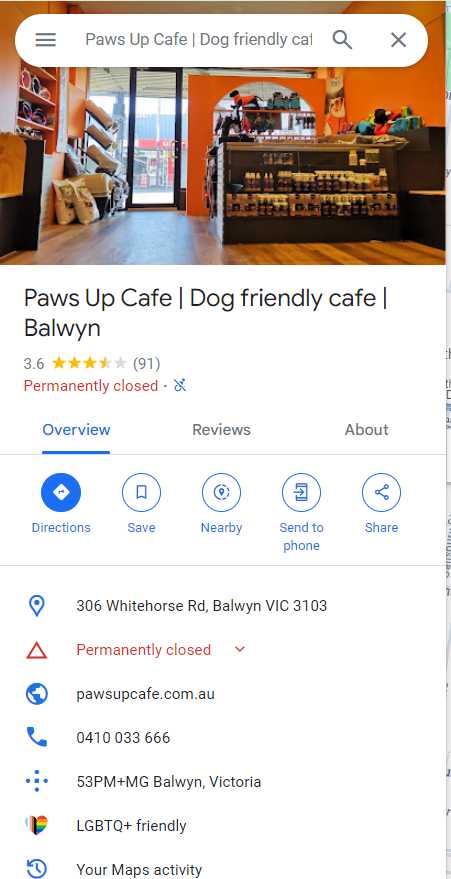 Paws Up Cafe | Dog friendly caf
Paws Up Cafe | Dog friendly cafe |
Balwyn
3.6 (91)
Permanently closed ·
Overview Reviews About
Directions Save Nearby Send to phone Share
306 Whitehorse Rd, Balwyn VIC 3103
Permanently closed
pawsupcafe.com.au
0410 033 666
53PM+MG Balwyn, Victoria
LGBTQ+ friendly
Your Maps activity